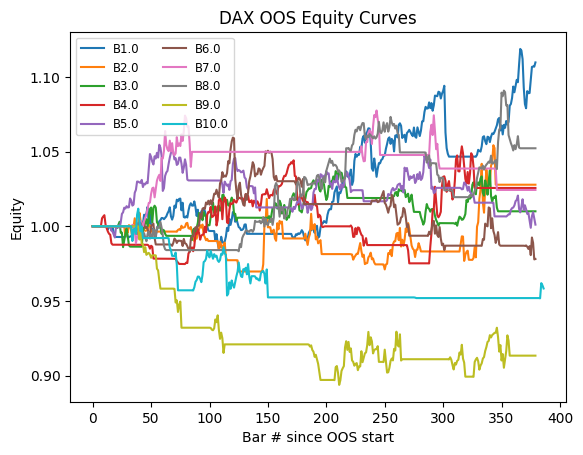 DAX OOS Equity Curves
B1.0 B6.0
B2.0 B7.0
B3.0 B8.0
B4.0 B9.0
B5.0 B10.0
1.10
1.05
1.00
0.95
0.90
Equity
0 50 100 150 200 250 300 350 400
Bar # since OOS start